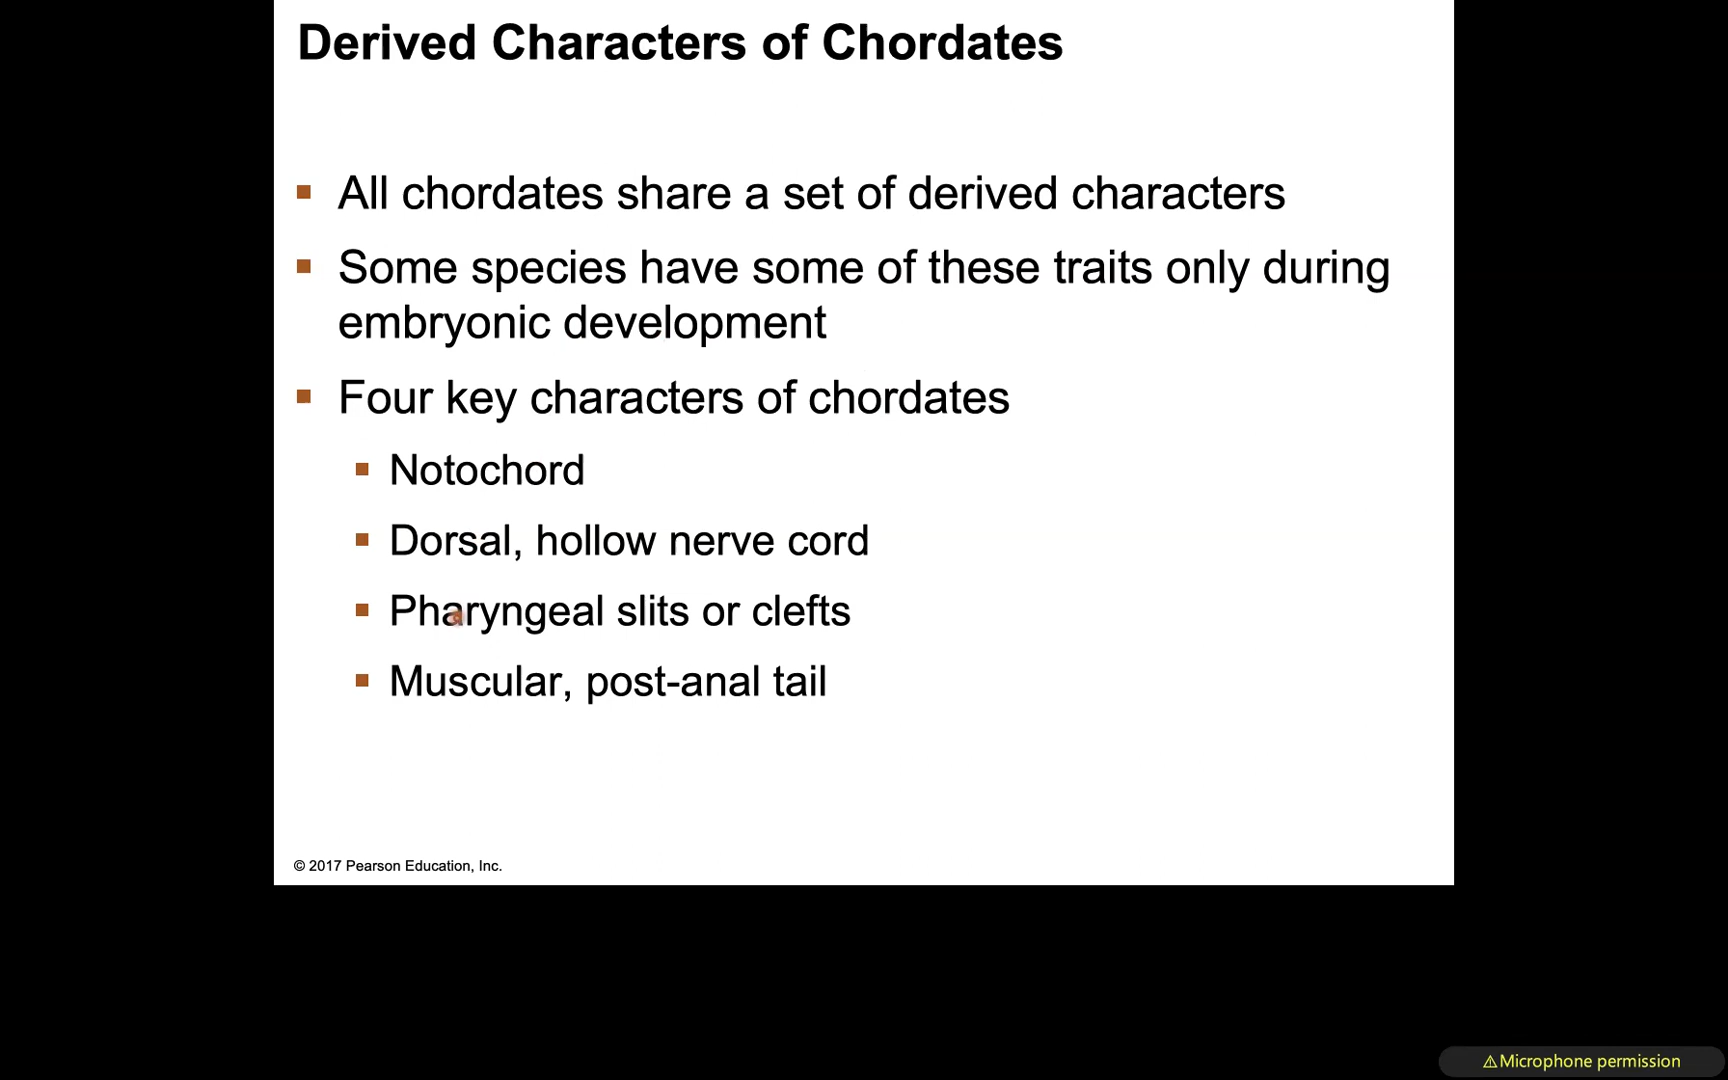 Derived Characters of Chordates
All chordates share a set of derived characters
Some species have some of these traits only during
embryonic development
Four key characters of chordates
Notochord
Dorsal, hollow nerve cord
Pharyngeal slits or clefts
Muscular, post-anal tail
© 2017 Pearson Education, Inc.
⚠Microphone permission